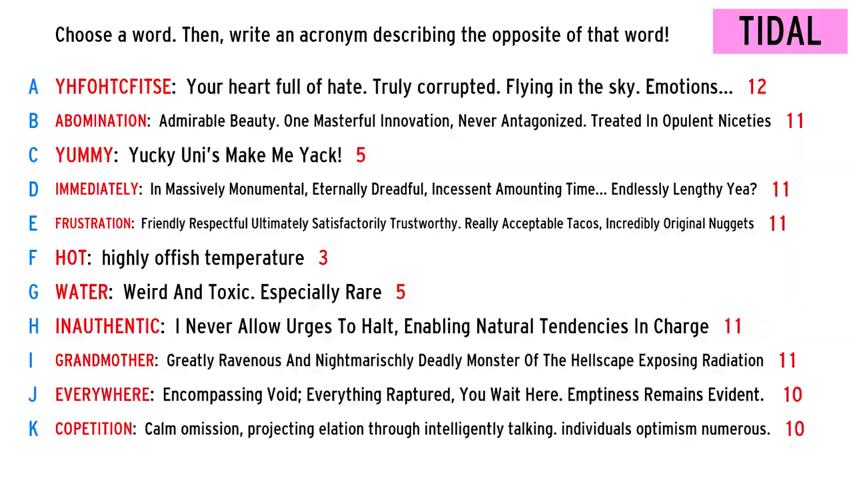 Choose a word. Then, write an acronym describing the opposite of that word!
TIDAL
A YHFOHTCFITSE: Your heart full of hate. Truly corrupted. Flying in the sky. Emotions... 12
B ABOMINATION: Admirable Beauty. One Masterful Innovation, Never Antagonized. Treated In Opulent Niceties 11
C YUMMY: Yucky Uni's Make Me Yack! 5
D IMMEDIATELY: In Massively Monumental, Eternally Dreadful, Incessent Amounting Time... Endlessly Lengthy Yea? 11
E FRUSTRATION: Friendly Respectful Ultimately Satisfactorily Trustworthy. Really Acceptable Tacos, Incredibly Original Nuggets 11
F HOT: highly offish temperature 3
G WATER: Weird And Toxic. Especially Rare 5
H INAUTHENTIC: I Never Allow Urges To Halt, Enabling Natural Tendencies In Charge 11
I GRANDMOTHER: Greatly Ravenous And Nightmarischly Deadly Monster Of The Hellscape Exposing Radiation 11
J EVERYWHERE: Encompassing Void; Everything Raptured, You Wait Here. Emptiness Remains Evident. 10
K COPETITION: Calm omission, projecting elation through intelligently talking. individuals optimism numerous. 10